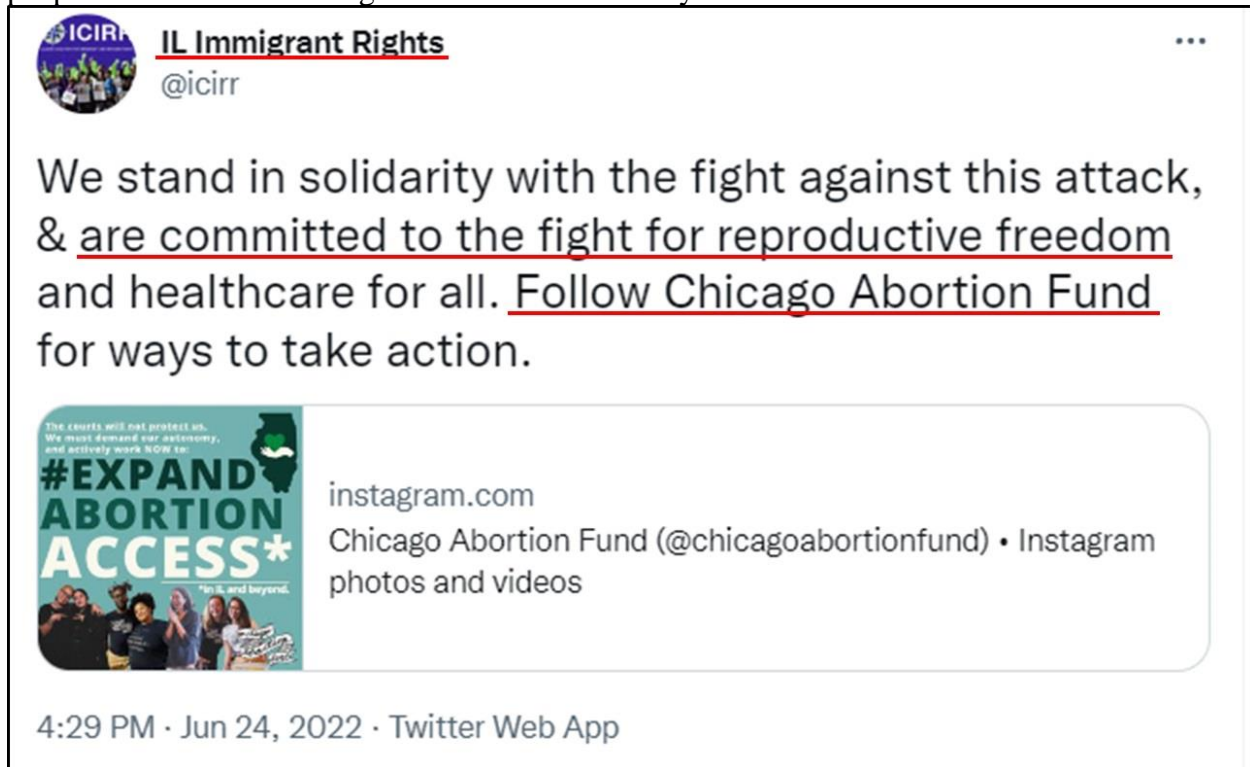 ICIRR
IL Immigrant Rights
@icirr
We stand in solidarity with the fight against this attack,
& are committed to the fight for reproductive freedom
and healthcare for all. Follow Chicago Abortion Fund
for ways to take action.
The courts will not protect us.
We must demand our autonomy,
and actively work NOW to:
#EXPAND
ABORTION
ACCESS*
*in IL and beyond.
instagram.com
Chicago Abortion Fund (@chicagoabortionfund) • Instagram
photos and videos
4:29 PM · Jun 24, 2022 · Twitter Web App